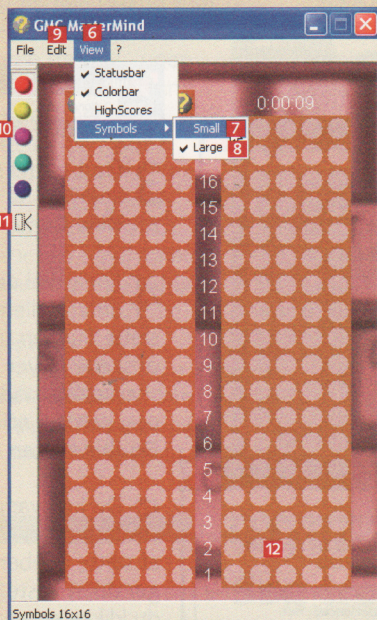 GMC MasterMind
9 6
File Edit View ?
Statusbar
Colorbar
HighScores
Symbols
Small 7
Large 8
0:00:09
10
11 OK
16
15
14
13
12
11
10
9
8
7
6
5
4
3
2 12
1
Symbols 16x16